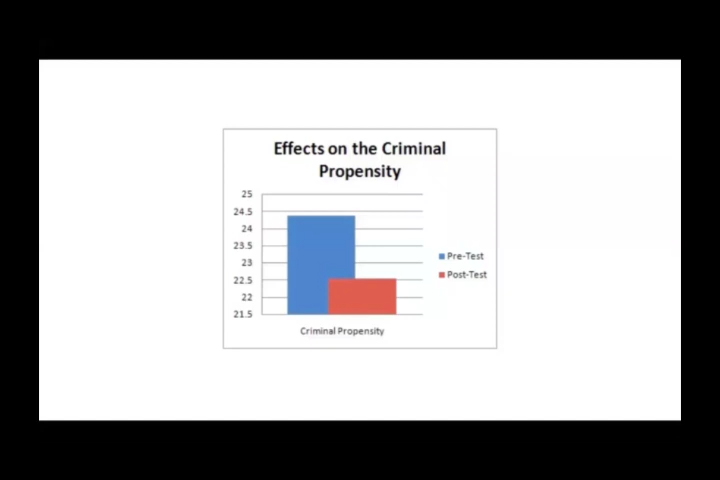 Effects on the Criminal
Propensity
25
24.5
24
23.5
23
22.5
22
21.5
Pre-Test
Post-Test
Criminal Propensity